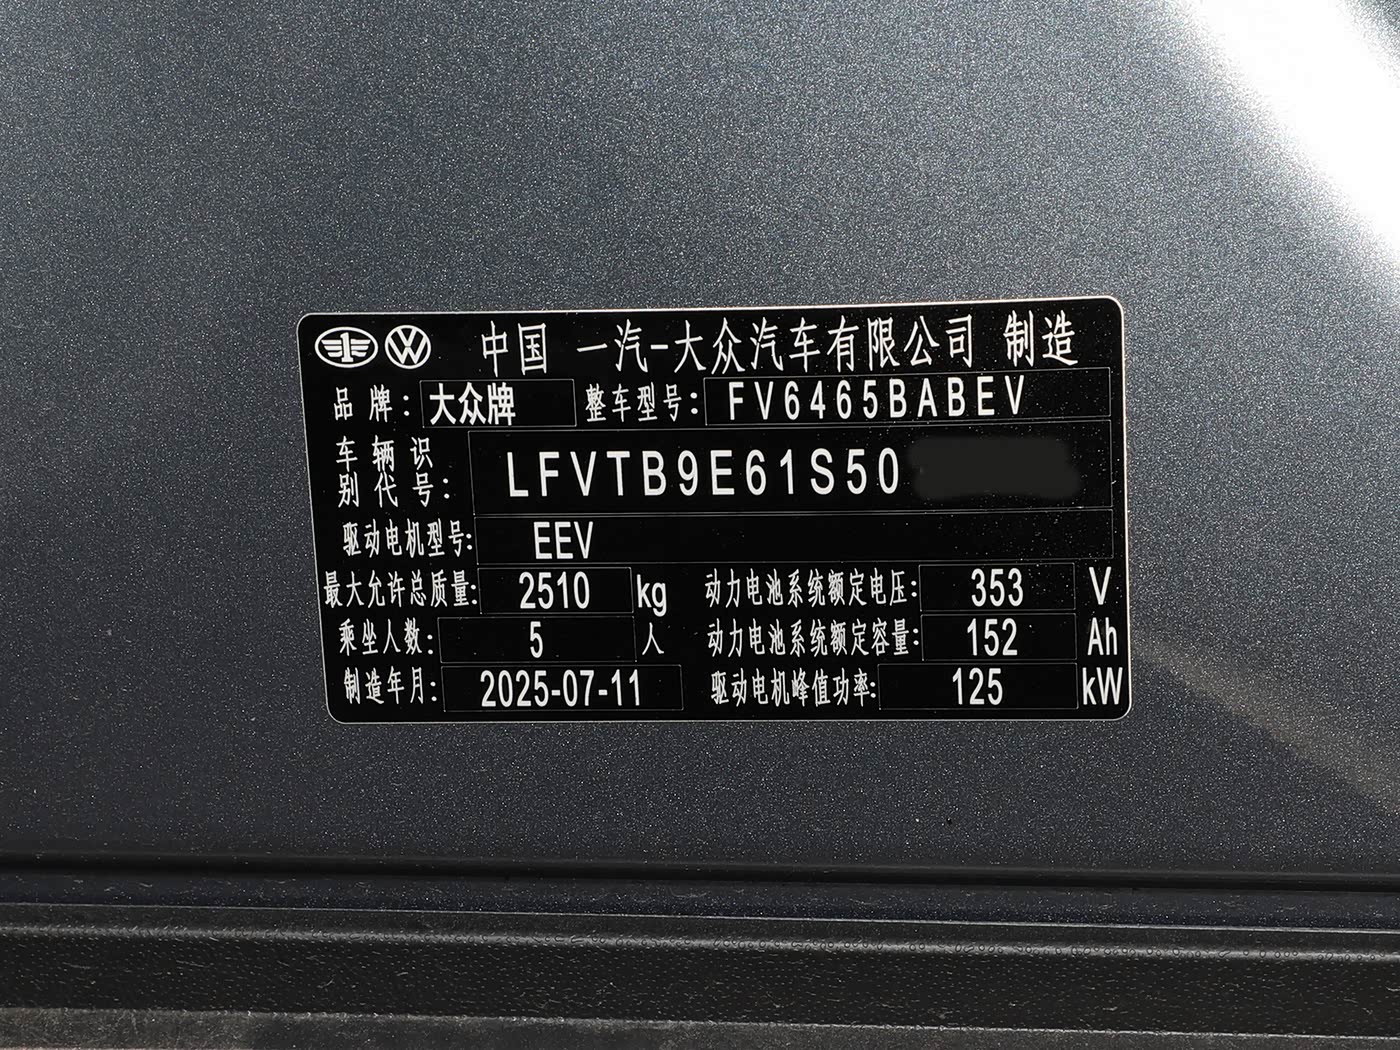 中国 一汽-大众汽车有限公司 制造
品牌: 大众牌 整车型号: FV6465BABEV
车辆识别代号: LFVTB9E61S50
驱动电机型号: EEV
最大允许总质量: 2510 kg 动力电池系统额定电压: 353 V
乘坐人数: 5 人 动力电池系统额定容量: 152 Ah
制造年月: 2025-07-11 驱动电机峰值功率: 125 kW